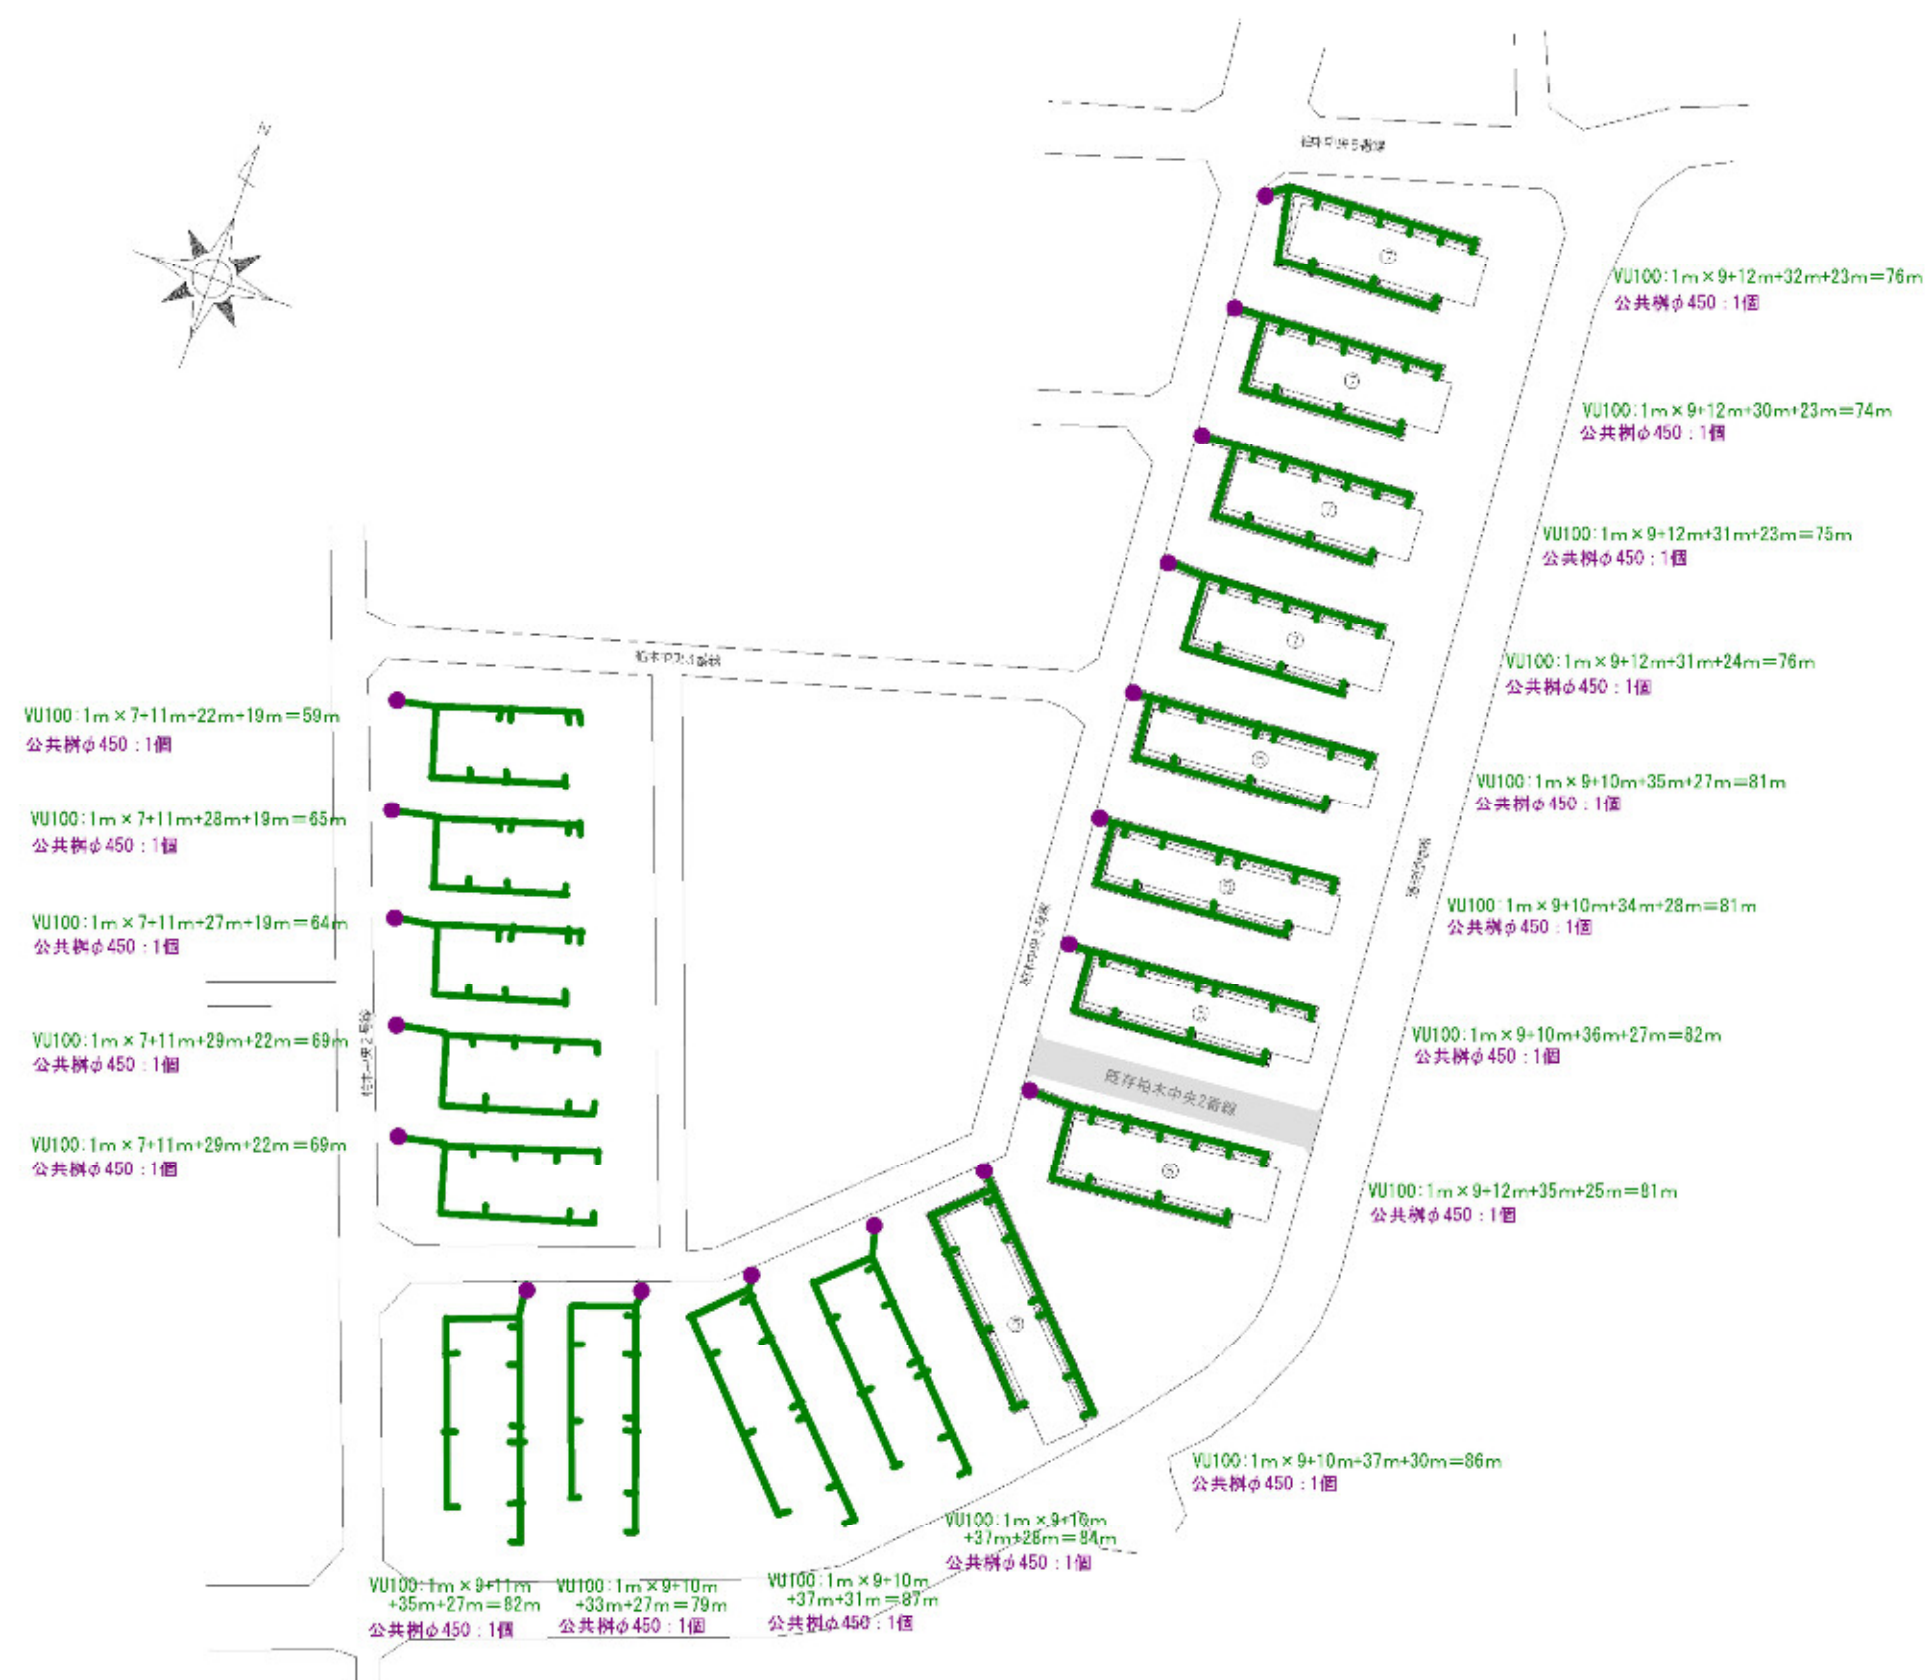 柏木中央5番線
VU100:1m×9+12m+32m+23m=76m
公共桝φ450:1個
VU100:1m×9+12m+30m+23m=74m
公共桝φ450:1個
VU100:1m×9+12m+31m+23m=75m
公共桝φ450:1個
VU100:1m×9+12m+31m+24m=76m
公共桝φ450:1個
VU100:1m×9+10m+35m+27m=81m
公共桝φ450:1個
VU100:1m×9+10m+34m+28m=81m
公共桝φ450:1個
VU100:1m×9+10m+36m+27m=82m
公共桝φ450:1個
既存柏木中央2番線
VU100:1m×9+12m+35m+25m=81m
公共桝φ450:1個
VU100:1m×7+11m+22m+19m=59m
公共桝φ450:1個
VU100:1m×7+11m+28m+19m=65m
公共桝φ450:1個
VU100:1m×7+11m+27m+19m=64m
公共桝φ450:1個
VU100:1m×7+11m+29m+22m=69m
公共桝φ450:1個
VU100:1m×7+11m+29m+22m=69m
公共桝φ450:1個
VU100:1m×9+10m+37m+30m=86m
公共桝φ450:1個
VU100:1m×9+10m
+37m+28m=84m
公共桝φ450:1個
VU100:1m×9+11m
+35m+27m=82m
公共桝φ450:1個
VU100:1m×9+10m
+33m+27m=79m
公共桝φ450:1個
VU100:1m×9+10m
+37m+31m=87m
公共桝φ450:1個